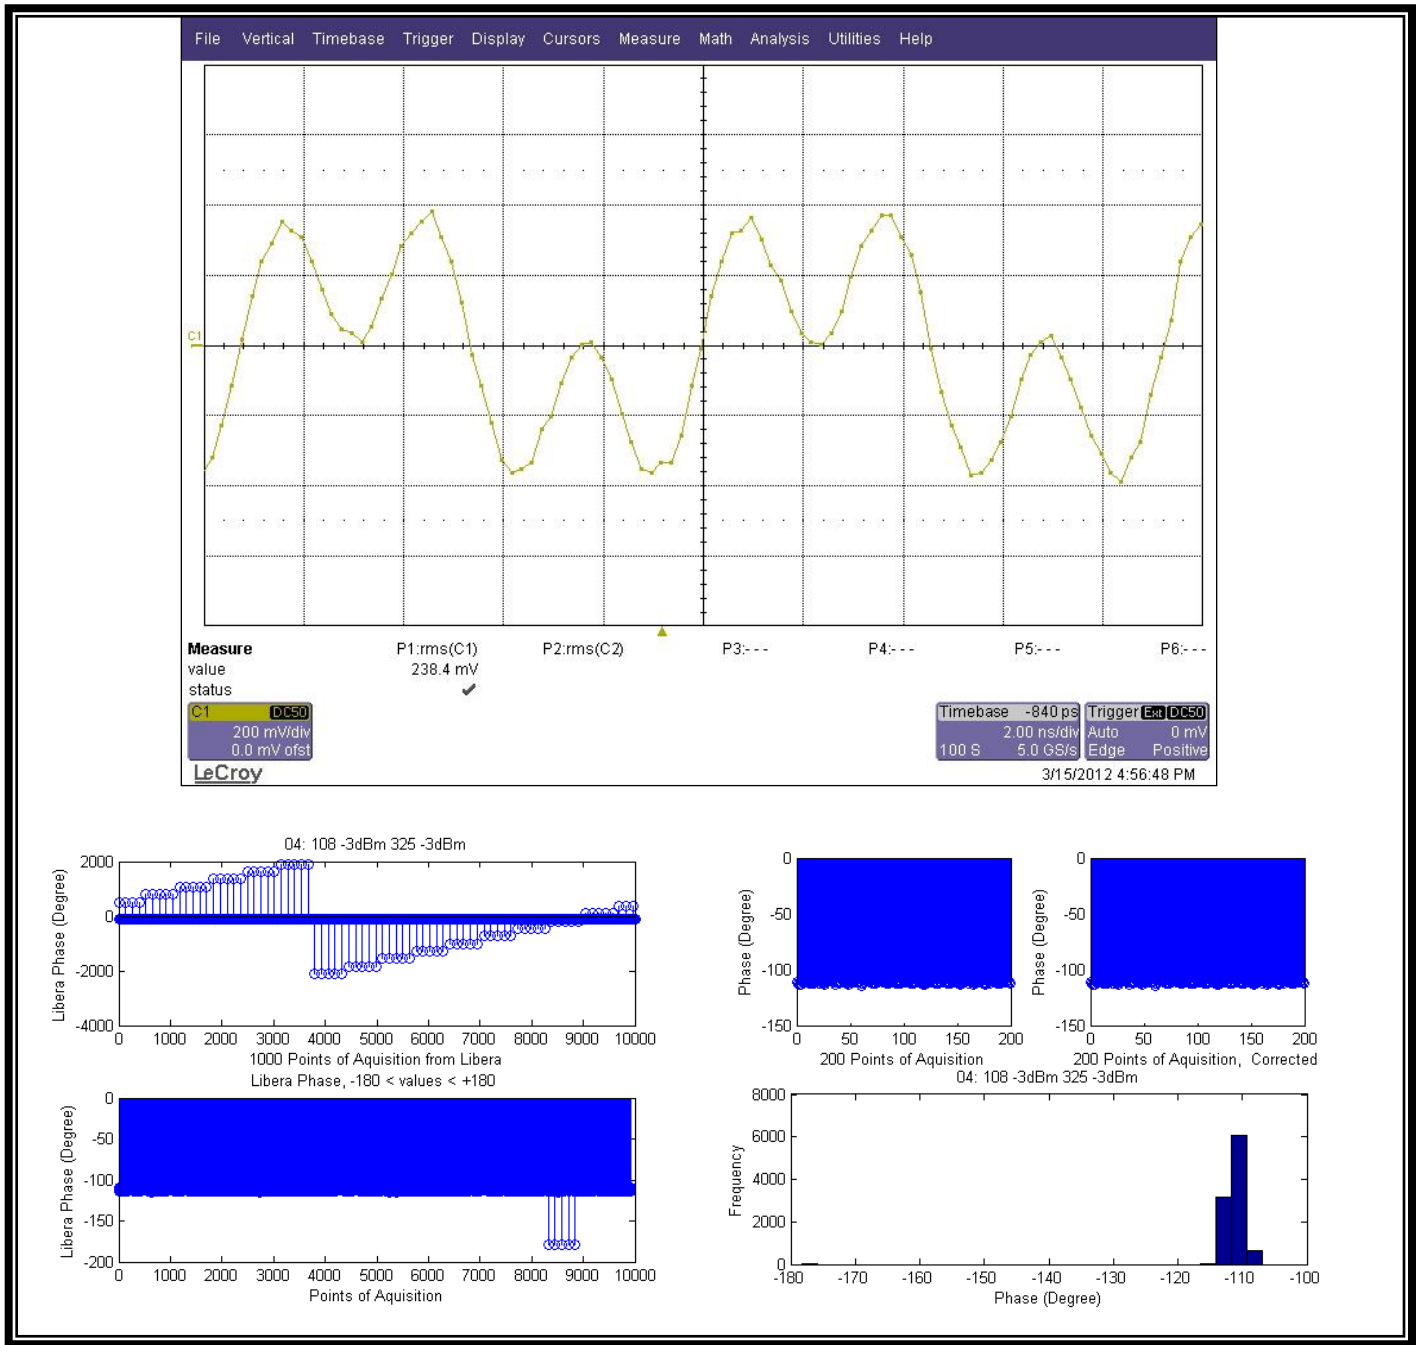 File Vertical Timebase Trigger Display Cursors Measure Math Analysis Utilities Help
C1
Measure P1:rms(C1) P2:rms(C2) P3:--- P4:--- P5:--- P6:---
value 238.4 mV
status
C1 DC50
200 mV/div
0.0 mV ofst
Timebase -840 ps
2.00 ns/div
100 S 5.0 GS/s
Trigger Ext DC50
Auto 0 mV
Edge Positive
LeCroy
3/15/2012 4:56:48 PM
04: 108 -3dBm 325 -3dBm
Libera Phase (Degree)
2000
0
-2000
-4000
0 1000 2000 3000 4000 5000 6000 7000 8000 9000 10000
1000 Points of Aquisition from Libera
Phase (Degree)
0
-50
-100
-150
0 50 100 150 200
200 Points of Aquisition
Phase (Degree)
0
-50
-100
-150
0 50 100 150 200
200 Points of Aqisition, Corrected
Libera Phase, -180 < values < +180
Libera Phase (Degree)
0
-50
-100
-150
-200
0 1000 2000 3000 4000 5000 6000 7000 8000 9000 10000
Points of Aquisition
04: 108 -3dBm 325 -3dBm
Frequency
8000
6000
4000
2000
0
-180 -170 -160 -150 -140 -130 -120 -110 -100
Phase (Degree)